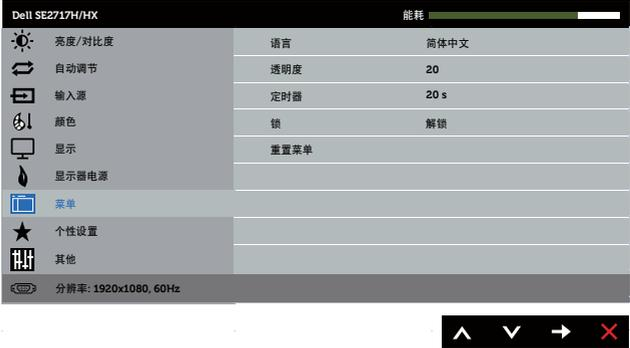 Dell SE2717H/HX 能耗
亮度/对比度 语言 简体中文
自动调节 透明度 20
输入源 定时器 20 s
颜色 锁 解锁
显示 重置菜单
显示器电源
菜单
个性设置
其他
分辨率: 1920x1080, 60Hz